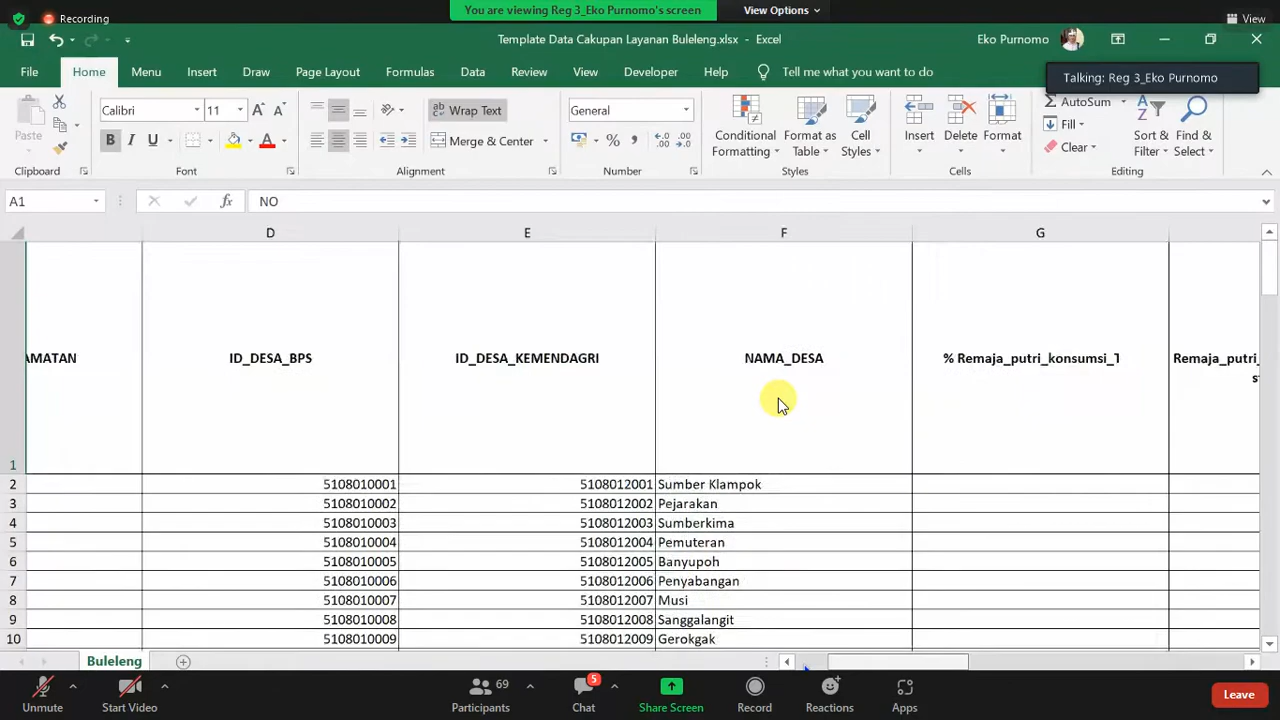 You are viewing Reg 3_Eko Purnomo's screen
View Options
Recording
View
Template Data Cakupan Layanan Buleleng.xlsx - Excel
Eko Purnomo
Talking: Reg 3_Eko Purnomo
File Home Menu Insert Draw Page Layout Formulas Data Review View Developer Help Tell me what you want to do
Paste
Calibri 11
B I U
Wrap Text
Merge & Center
General
Conditional Formatting
Format as Table
Cell Styles
Insert Delete Format
AutoSum
Fill
Clear
Sort & Filter
Find & Select
Clipboard Font Alignment Number Styles Cells Editing
A1 fx NO
D E F G
1 AMATAN ID_DESA_BPS ID_DESA_KEMENDAGRI NAMA_DESA % Remaja_putri_konsumsi_T Remaja_putri_
s
2 5108010001 5108012001 Sumber Klampok
3 5108010002 5108012002 Pejarakan
4 5108010003 5108012003 Sumberkima
5 5108010004 5108012004 Pemuteran
6 5108010005 5108012005 Banyupoh
7 5108010006 5108012006 Penyabangan
8 5108010007 5108012007 Musi
9 5108010008 5108012008 Sanggalangit
10 5108010009 5108012009 Gerokgak
Buleleng
Unmute Start Video Participants 69 Chat 5 Share Screen Record Reactions Apps Leave